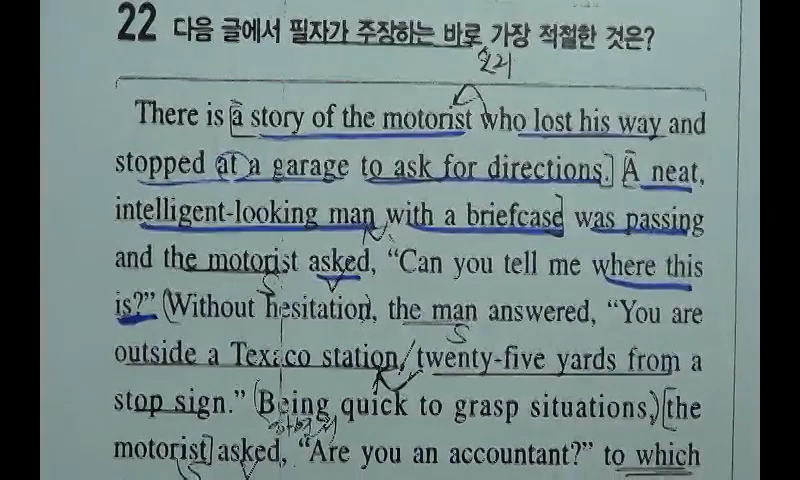 22 다음 글에서 필자가 주장하는 바로 가장 적절한 것은?
There is a story of the motorist who lost his way and
stopped at a garage to ask for directions. A neat,
intelligent-looking man with a briefcase was passing
and the motorist asked, “Can you tell me where this
is?” Without hesitation, the man answered, “You are
outside a Texaco station, twenty-five yards from a
stop sign.” Being quick to grasp situations, the
motorist asked, “Are you an accountant?” to which
S
S
S